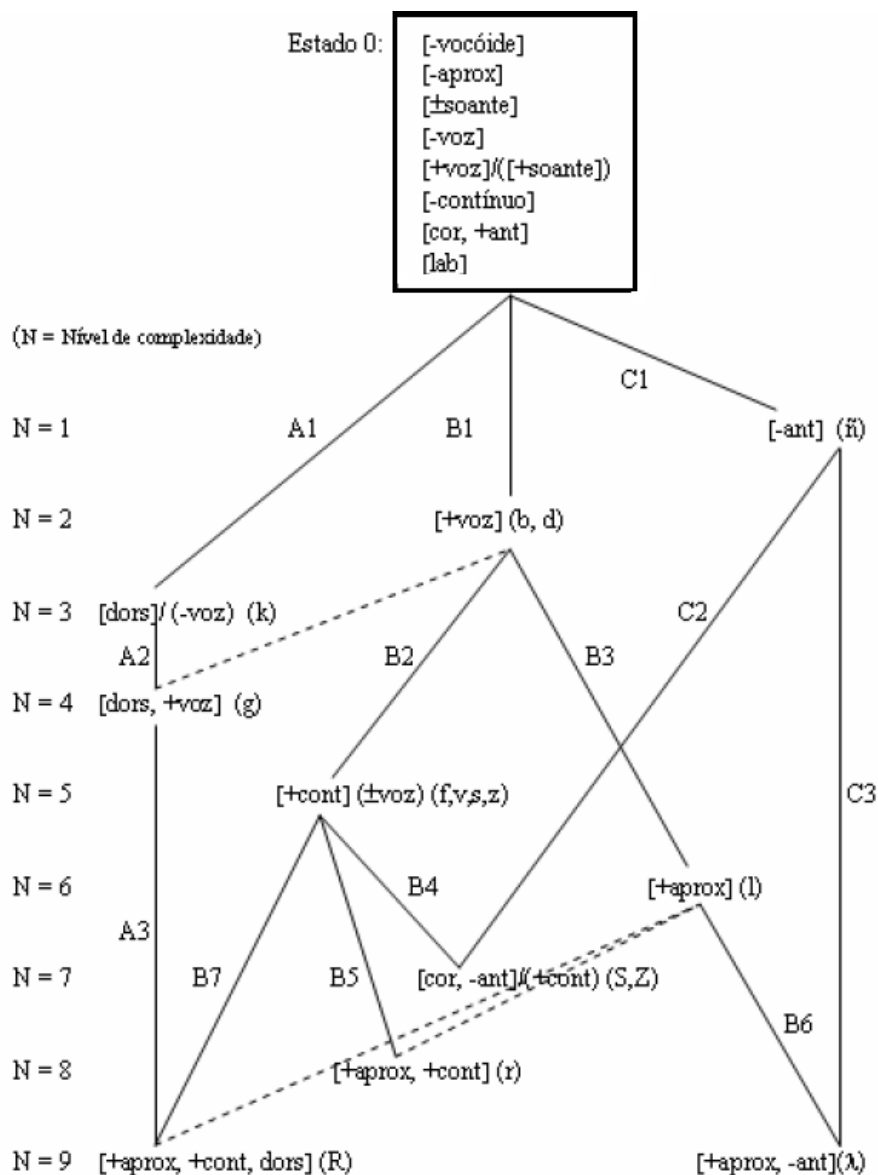 Estado 0:
[-vocóide]
[-aprox]
[±soante]
[-voz]
[+voz]/([+soante])
[-contínuo]
[cor, +ant]
[lab]
(N = Nível de complexidade)
C1
N = 1 A1 B1 [-ant] (ñ)
N = 2 [+voz] (b, d)
N = 3 [dors]/ (-voz) (k) C2
A2 B2 B3
N = 4 [dors, +voz] (g)
N = 5 [+cont] (±voz) (f,v,s,z) C3
N = 6 B4 [+aprox] (l)
A3
N = 7 B7 B5 [cor, -ant]/(+cont) (S,Z)
B6
N = 8 [+aprox, +cont] (r)
N = 9 [+aprox, +cont, dors] (R) [+aprox, -ant](λ)